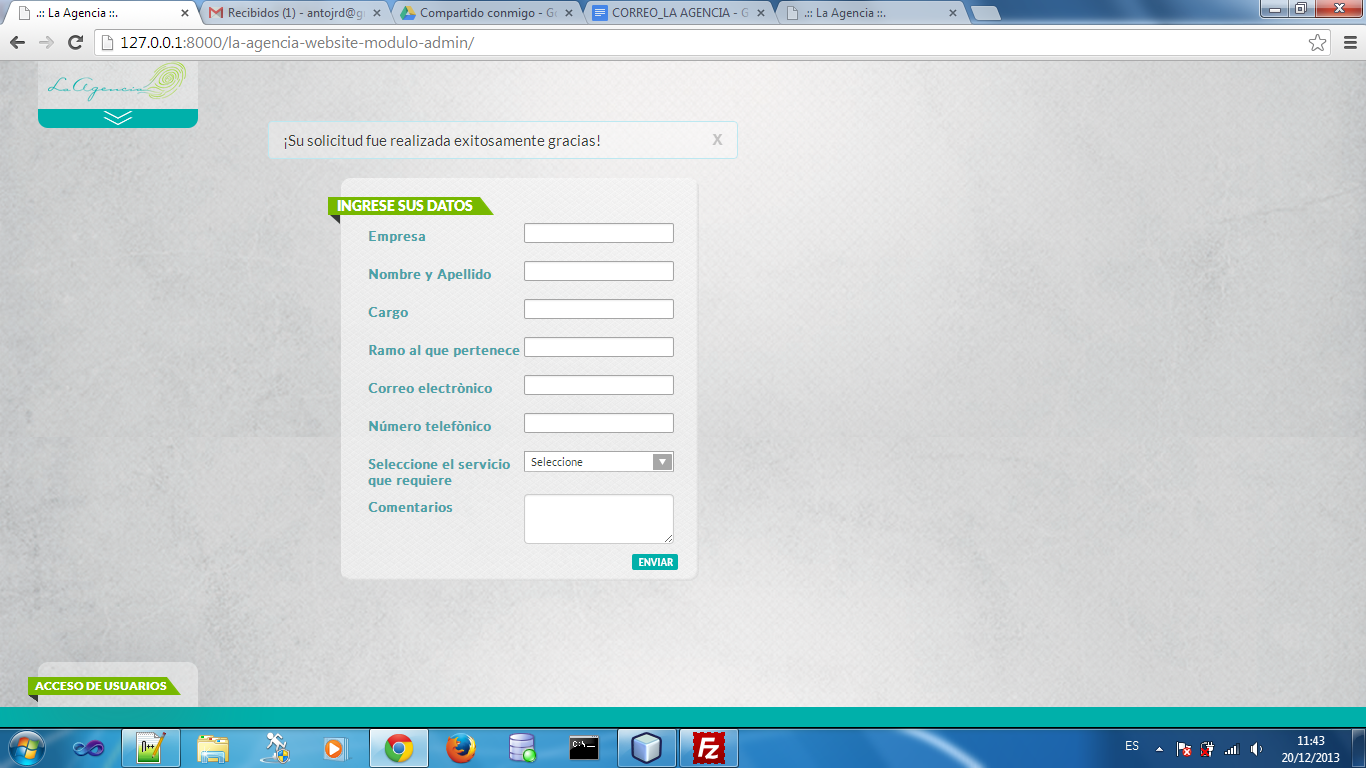 .:: La Agencia ::.
Recibidos (1) - antojrd@g
Compartido conmigo - G
CORREO_LA AGENCIA - G
.:: La Agencia ::.
127.0.0.1:8000/la-agencia-website-modulo-admin/
La Agencia
¡Su solicitud fue realizada exitosamente gracias!
X
INGRESE SUS DATOS
Empresa
Nombre y Apellido
Cargo
Ramo al que pertenece
Correo electrònico
Número telefònico
Seleccione el servicio
que requiere
Seleccione
Comentarios
ENVIAR
ACCESO DE USUARIOS
ES
11:43
20/12/2013